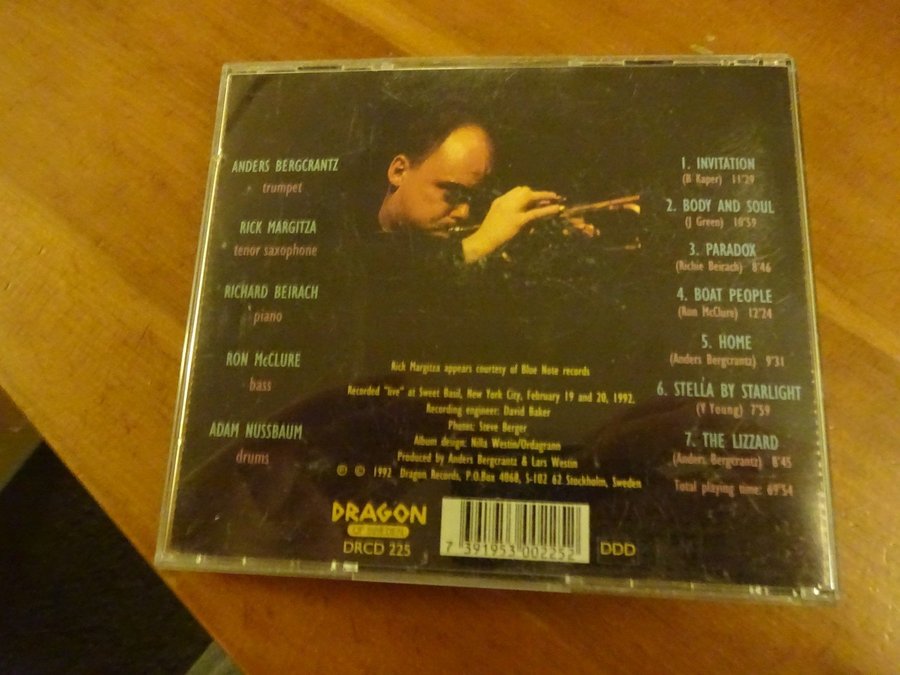 ANDERS BERGCRANTZ
trumpet
RICK MARGITZA
tenor saxophone
RICHARD BEIRACH
piano
RON McCLURE
bass
ADAM NUSSBAUM
drums
1. INVITATION
(B Kaper) 11'29
2. BODY AND SOUL
(J Green) 10'59
3. PARADOX
(Richie Beirach) 8'46
4. BOAT PEOPLE
(Ron McClure) 12'24
5. HOME
(Anders Bergcrantz) 9'31
6. STELLA BY STARLIGHT
(V Young) 7'59
7. THE LIZZARD
(Anders Bergcrantz) 8'45
Total playing time: 69'54
Rick Margitza appears courtesy of Blue Note records
Recorded "live" at Sweet Basil, New York City, February 19 and 20, 1992.
Recording engineer: David Baker
Photos: Steve Berger
Album design: Nilla Westin/Ordagrann
Produced by Anders Bergcrantz & Lars Westin
℗ © 1992 Dragon Records, P.O.Box 4068, S-102 62 Stockholm, Sweden
DRAGON
OF SWEDEN
DRCD 225
7 391953 002252
DDD